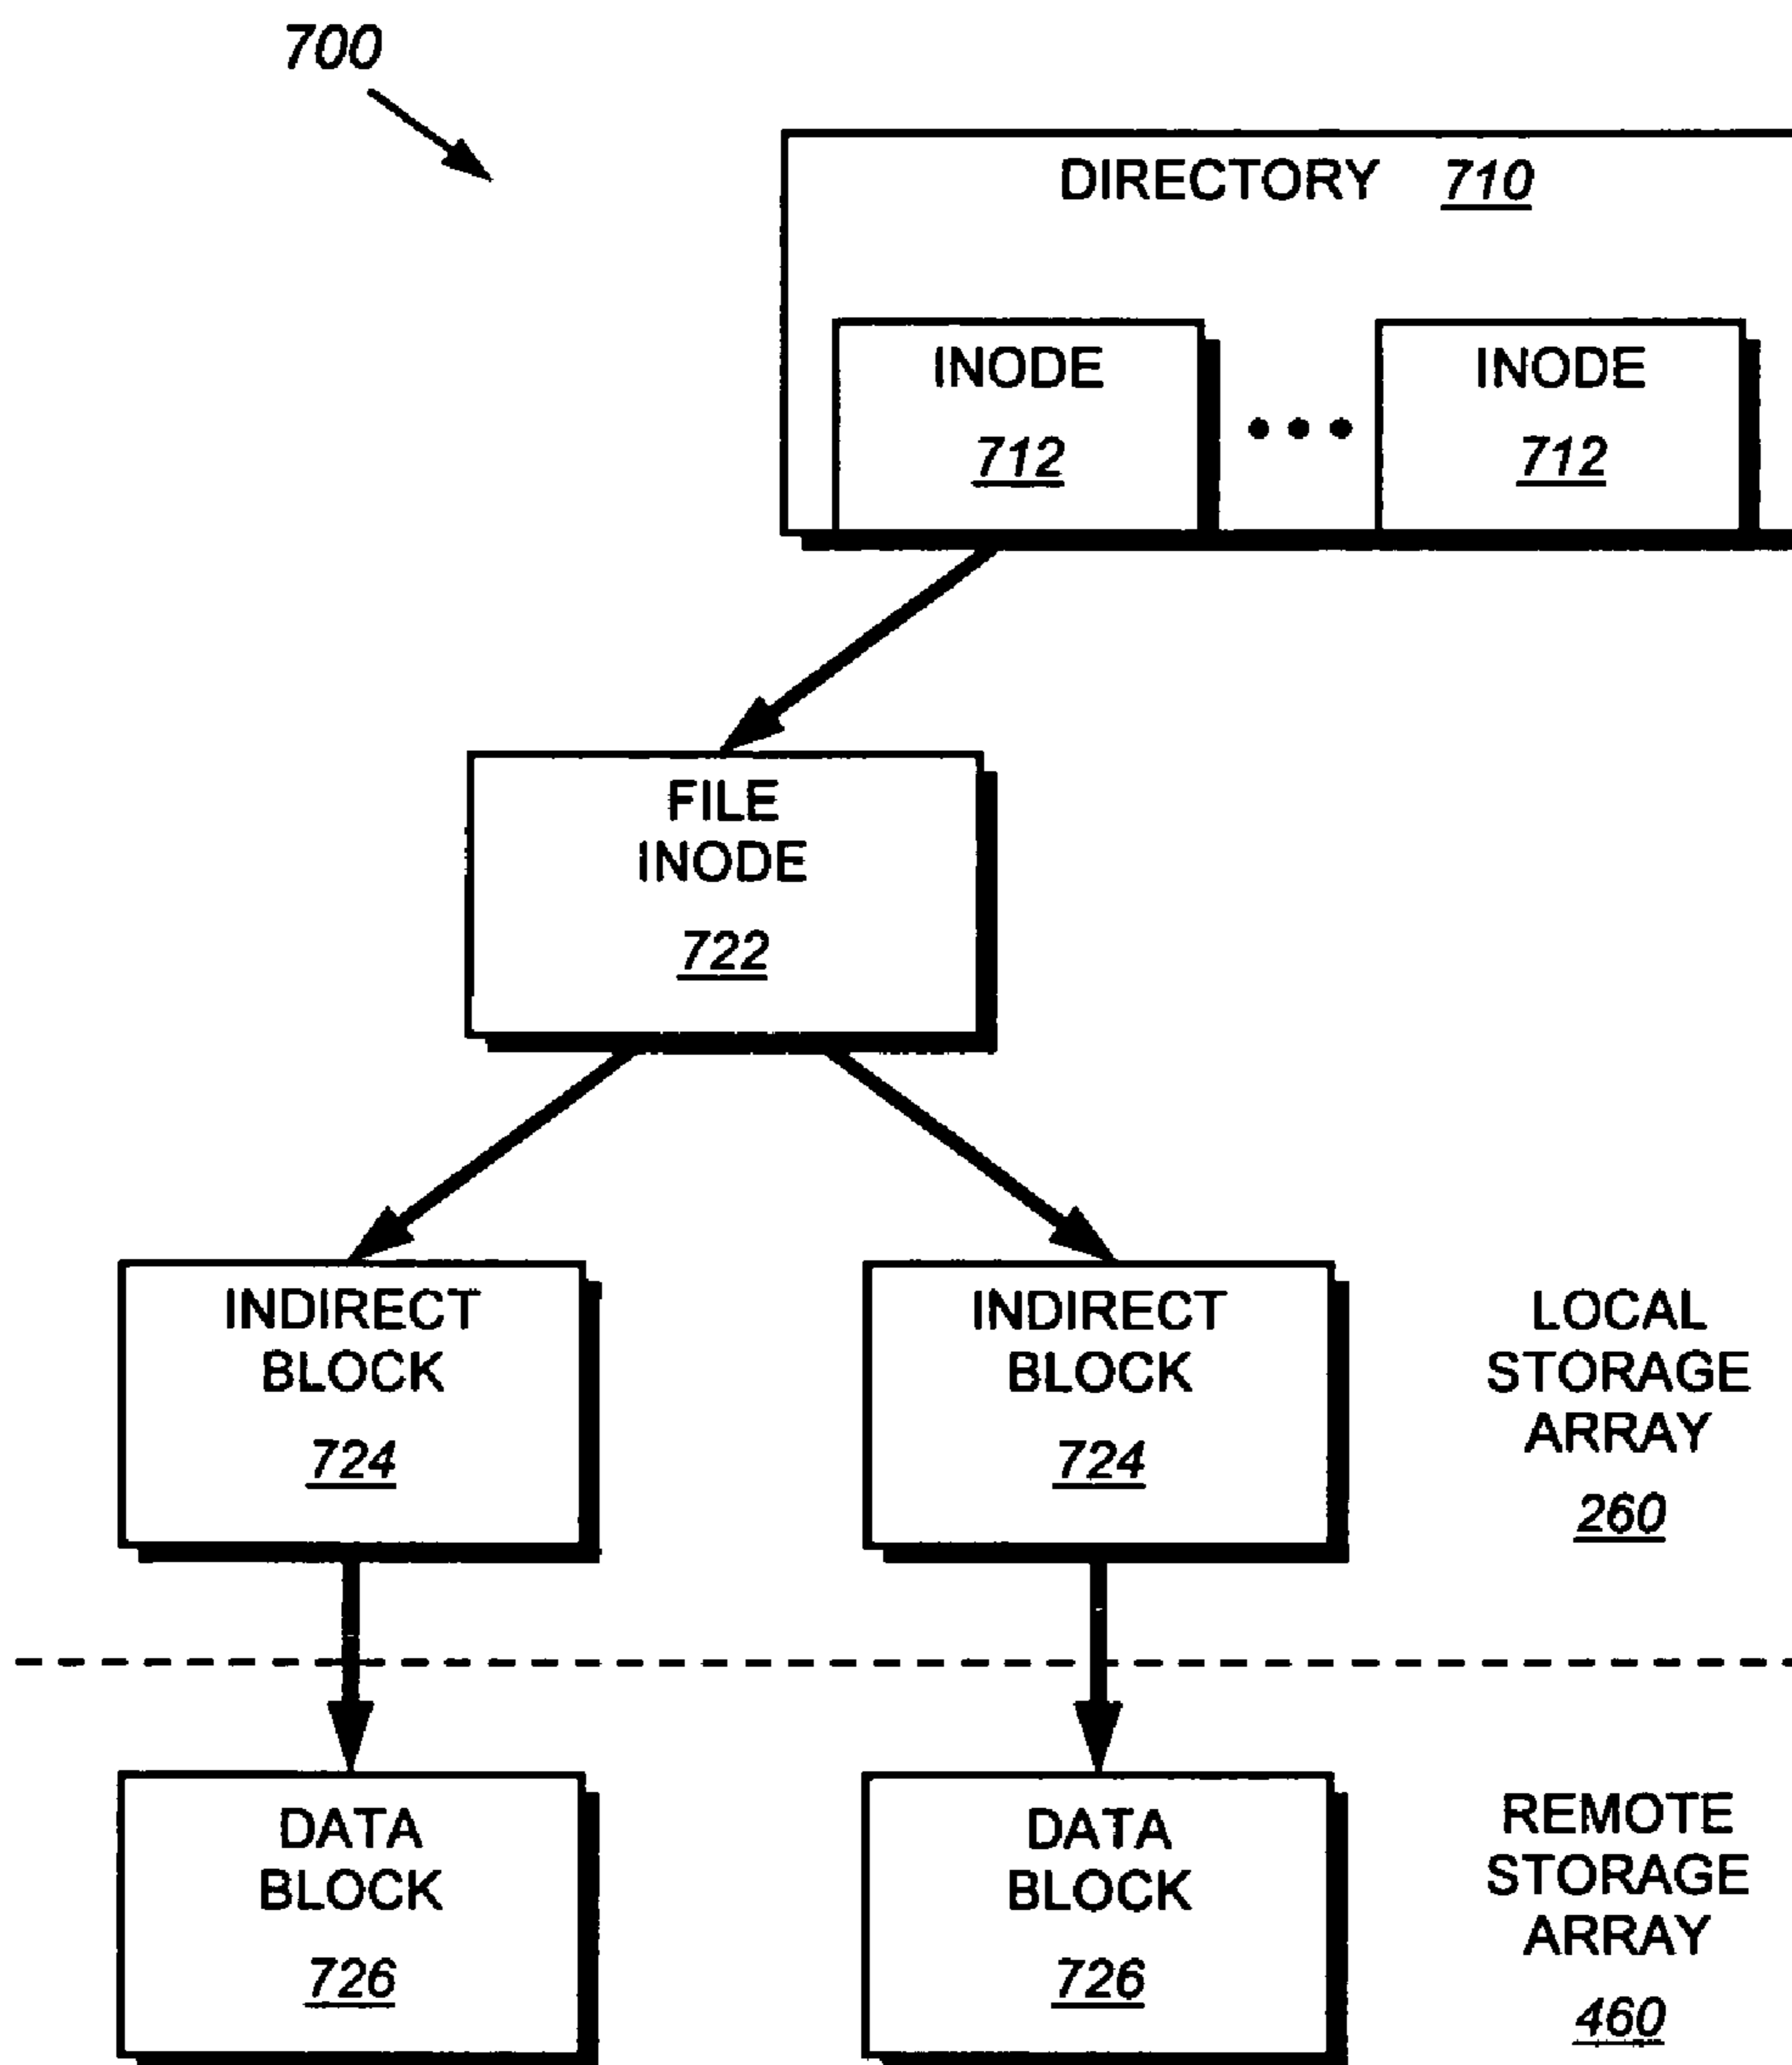 700
DIRECTORY 710
INODE
712
INODE
712
FILE
INODE
722
INDIRECT
BLOCK
724
INDIRECT
BLOCK
724
LOCAL
STORAGE
ARRAY
260
DATA
BLOCK
726
DATA
BLOCK
726
REMOTE
STORAGE
ARRAY
460